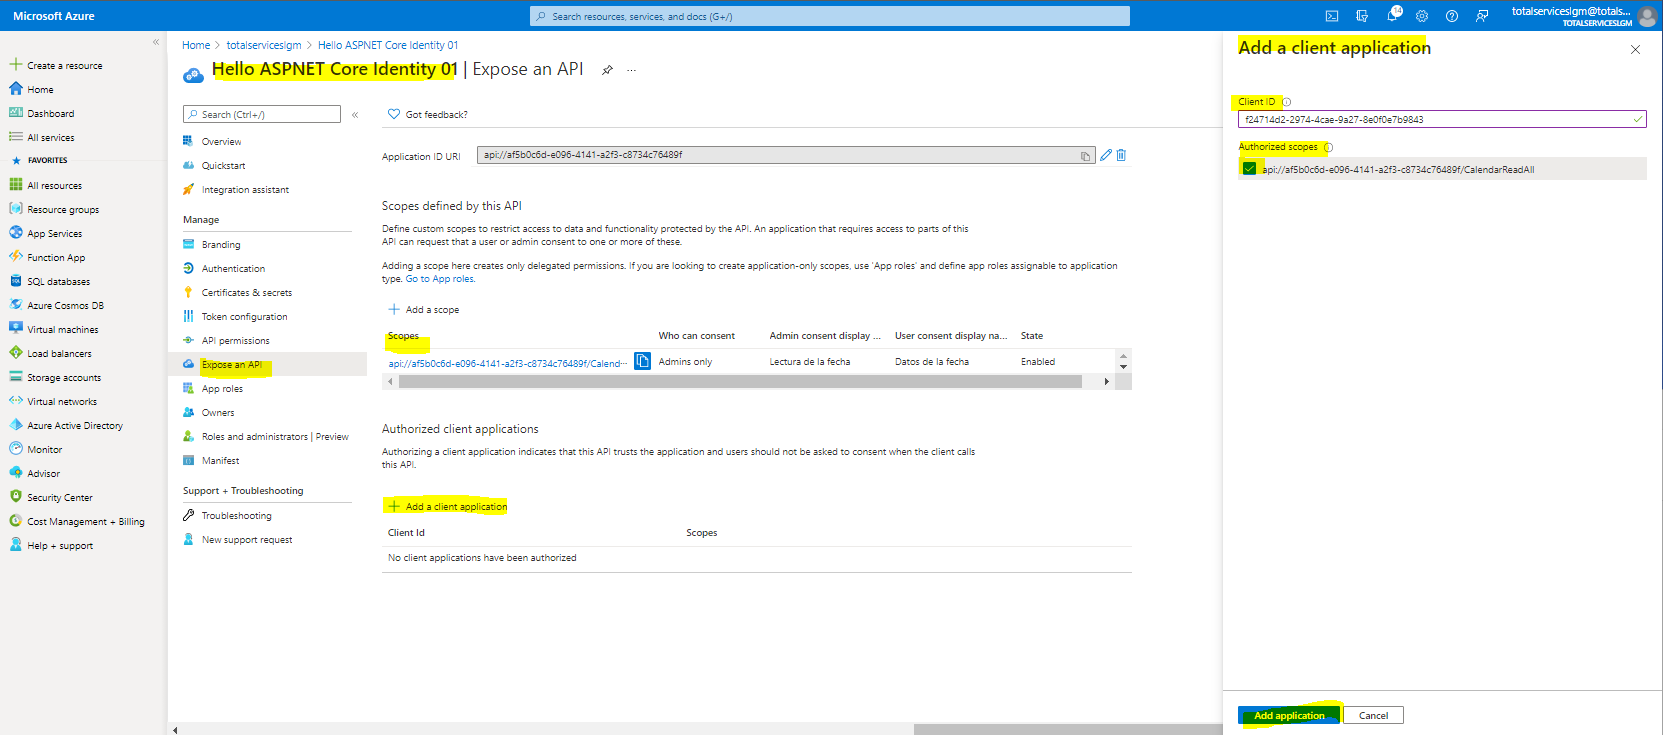 Microsoft Azure
Search resources, services, and docs (G+/)
14
totalserviceslgm@totals...
TOTALSERVICESLGM
«
Create a resource
Home
Dashboard
All services
FAVORITES
All resources
Resource groups
App Services
Function App
SQL databases
Azure Cosmos DB
Virtual machines
Load balancers
Storage accounts
Virtual networks
Azure Active Directory
Monitor
Advisor
Security Center
Cost Management + Billing
Help + support
Home > totalserviceslgm > Hello ASPNET Core Identity 01
Hello ASPNET Core Identity 01 | Expose an API
...
Search (Ctrl+/)
«
Overview
Quickstart
Integration assistant
Manage
Branding
Authentication
Certificates & secrets
Token configuration
API permissions
Expose an API
App roles
Owners
Roles and administrators | Preview
Manifest
Support + Troubleshooting
Troubleshooting
New support request
Got feedback?
Application ID URI
api://af5b0c6d-e096-4141-a2f3-c8734c76489f
Scopes defined by this API
Define custom scopes to restrict access to data and functionality protected by the API. An application that requires access to parts of this
API can request that a user or admin consent to one or more of these.
Adding a scope here creates only delegated permissions. If you are looking to create application-only scopes, use 'App roles' and define app roles assignable to application
type. Go to App roles.
Add a scope
Scopes Who can consent Admin consent display ... User consent display na... State
api://af5b0c6d-e096-4141-a2f3-c8734c76489f/Calend... Admins only Lectura de la fecha Datos de la fecha Enabled
Authorized client applications
Authorizing a client application indicates that this API trusts the application and users should not be asked to consent when the client calls
this API.
Add a client application
Client Id Scopes
No client applications have been authorized
Add a client application
Client ID
f24714d2-2974-4cae-9a27-8e0f0e7b9843
Authorized scopes
api://af5b0c6d-e096-4141-a2f3-c8734c76489f/CalendarReadAll
Add application
Cancel